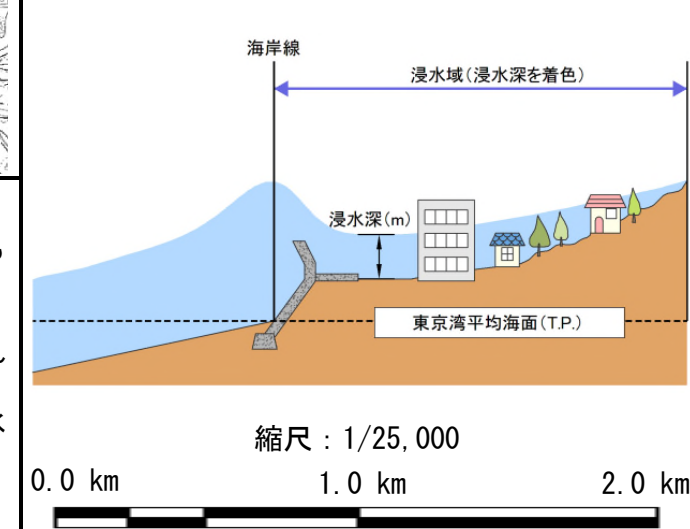 海岸線
浸水域(浸水深を着色)
浸水深(m)
東京湾平均海面(T.P.)
縮尺：1/25,000
0.0 km 1.0 km 2.0 km